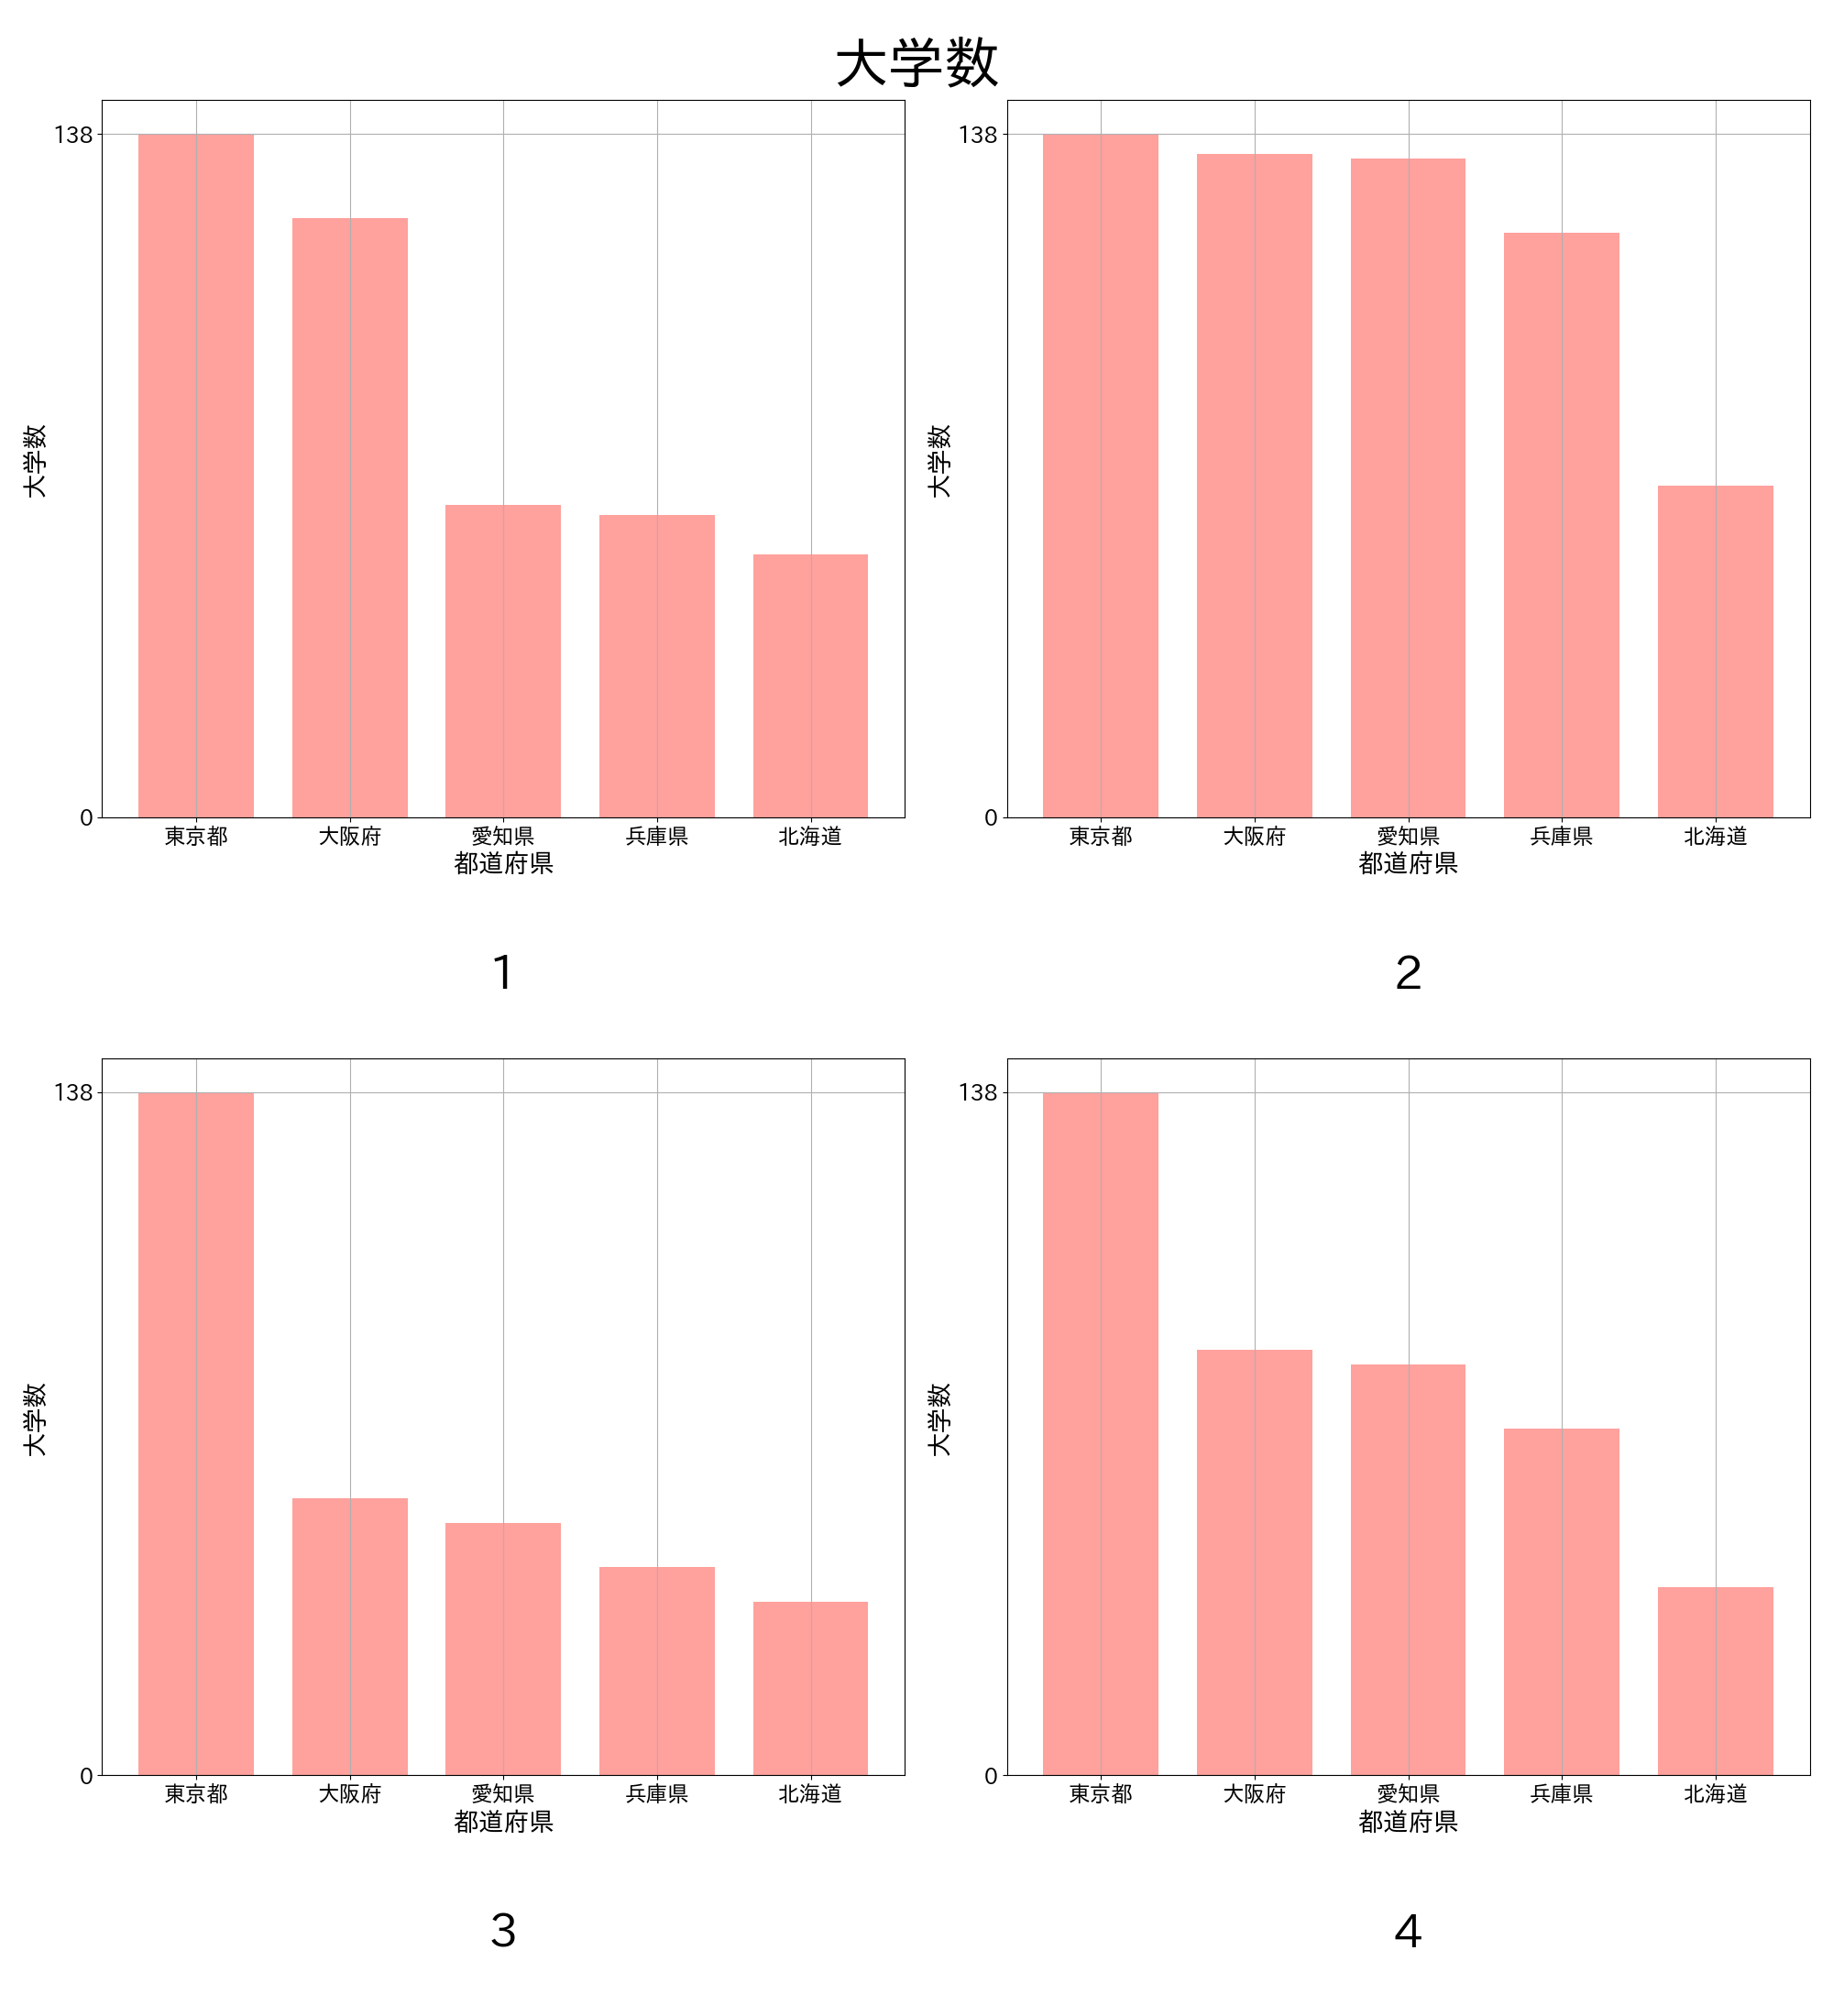 大学数
138
大学数
0
東京都 大阪府 愛知県 兵庫県 北海道
都道府県
1
138
大学数
0
東京都 大阪府 愛知県 兵庫県 北海道
都道府県
2
138
大学数
0
東京都 大阪府 愛知県 兵庫県 北海道
都道府県
3
138
大学数
0
東京都 大阪府 愛知県 兵庫県 北海道
都道府県
4